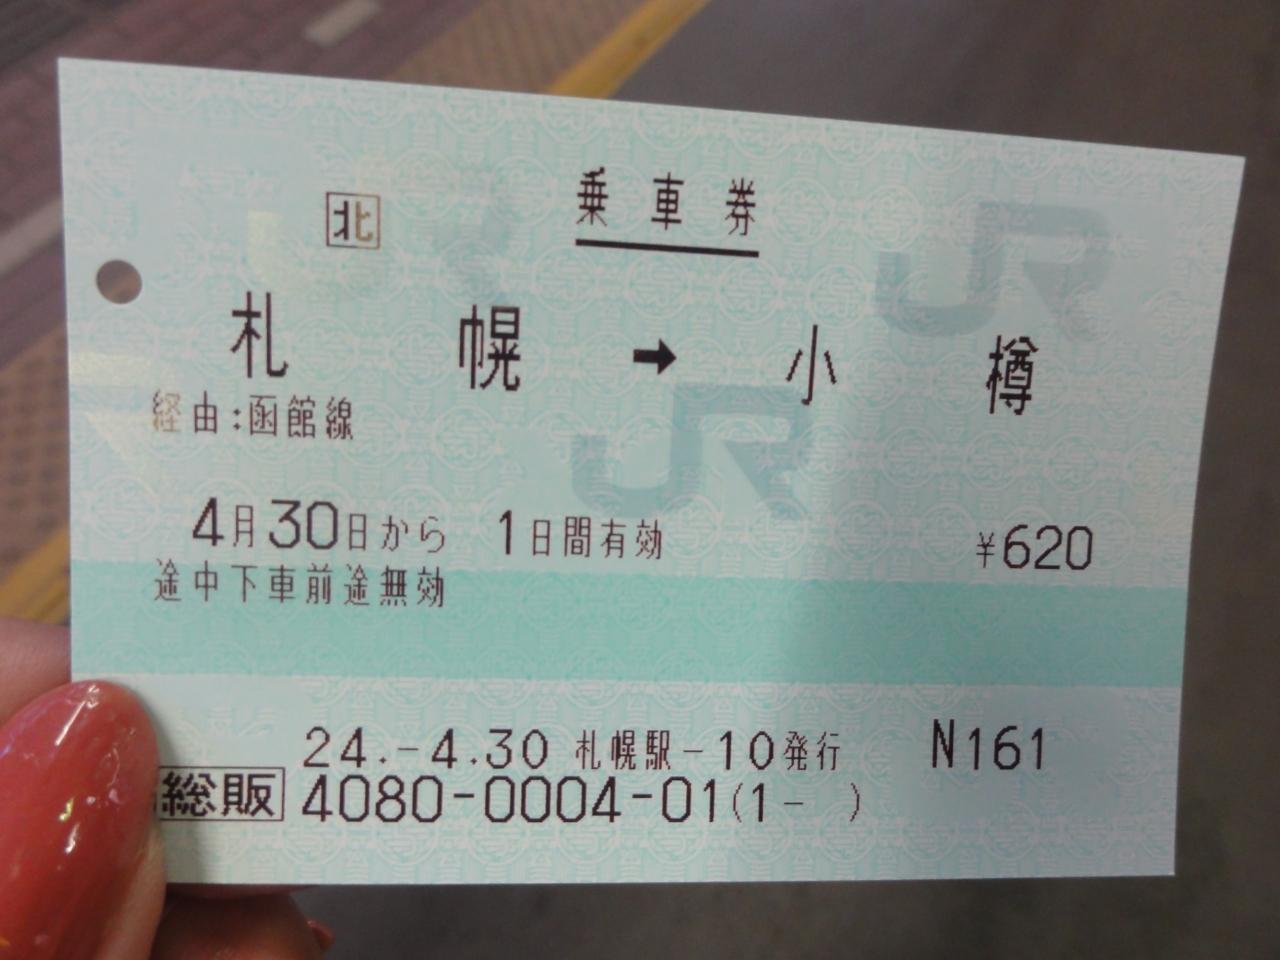 北 乗車券
札幌 → 小樽
経由:函館線
4月30日から 1日間有効 ¥620
途中下車前途無効
24.-4.30 札幌駅-10発行 N161
総販 4080-0004-01(1- )
JR
JR